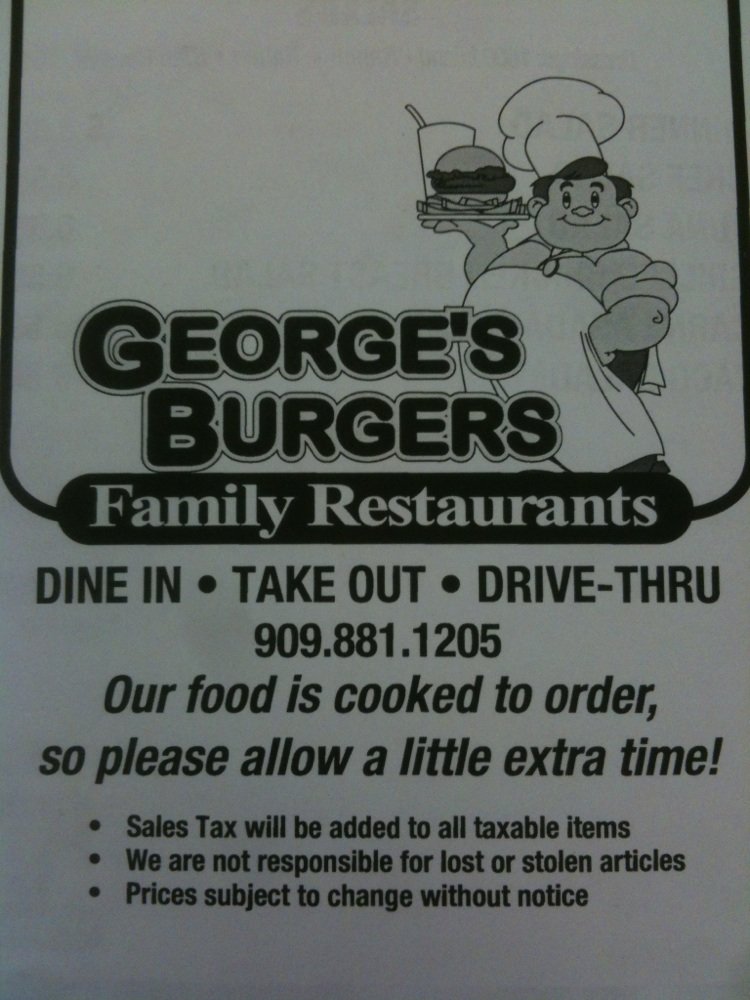 GEORGE'S
BURGERS
Family Restaurants
DINE IN • TAKE OUT • DRIVE-THRU
909.881.1205
Our food is cooked to order,
so please allow a little extra time!
• Sales Tax will be added to all taxable items
• We are not responsible for lost or stolen articles
• Prices subject to change without notice